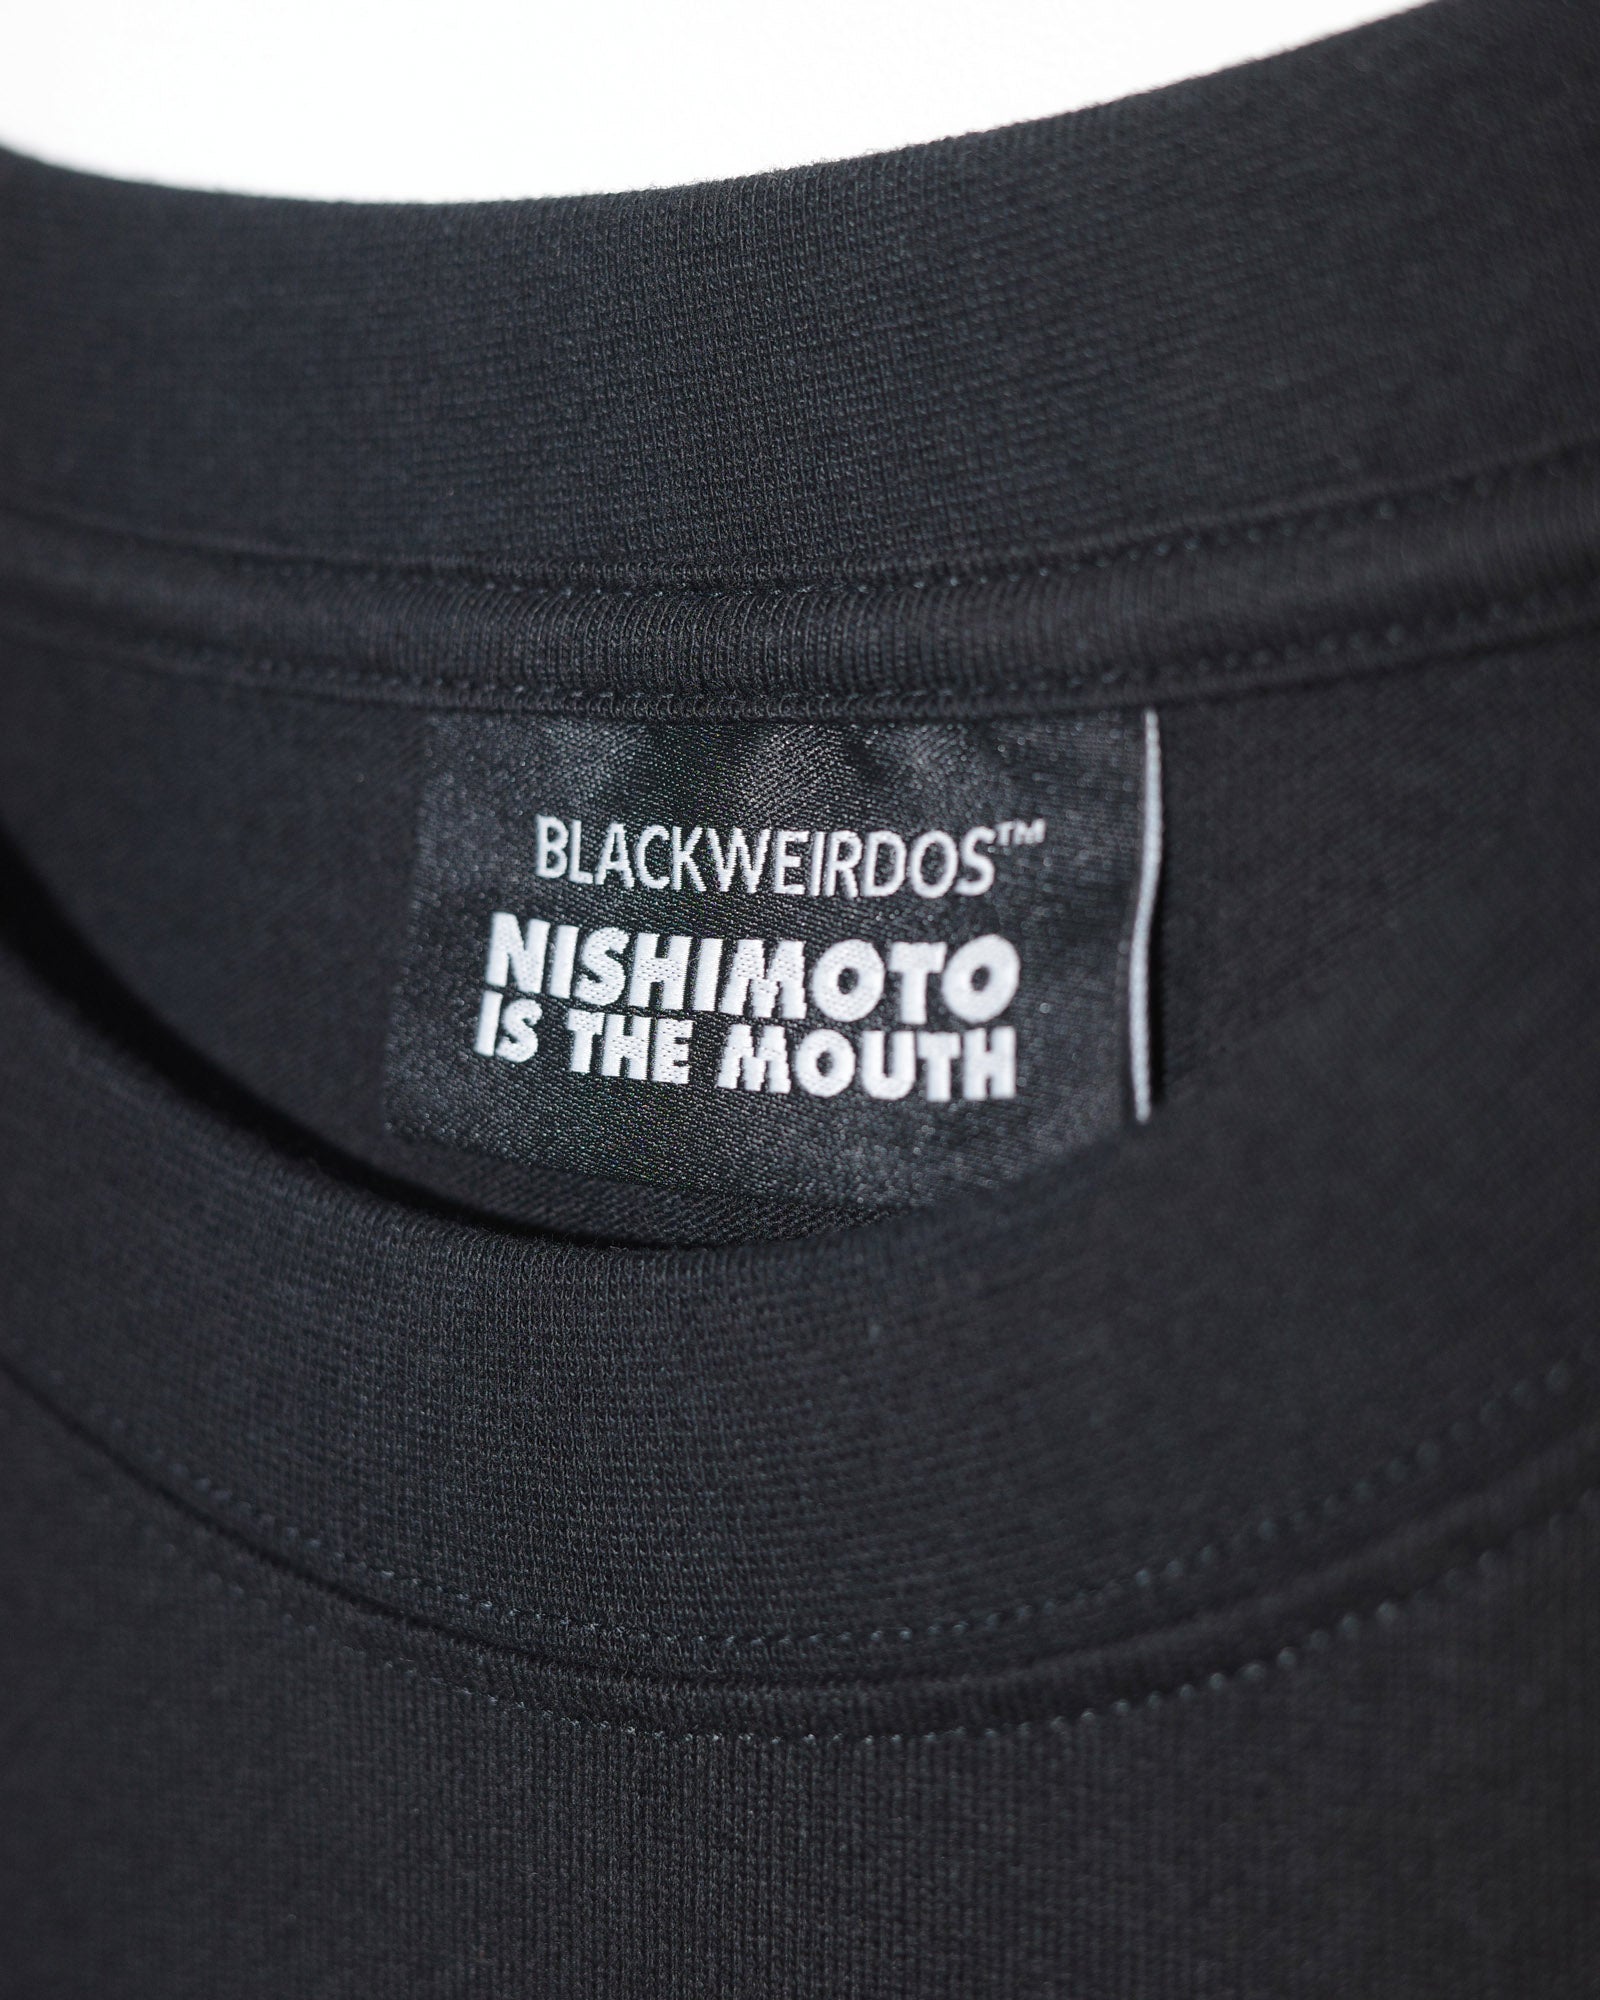 BLACKWEIRDOS™
NISHIMOTO
IS THE MOUTH